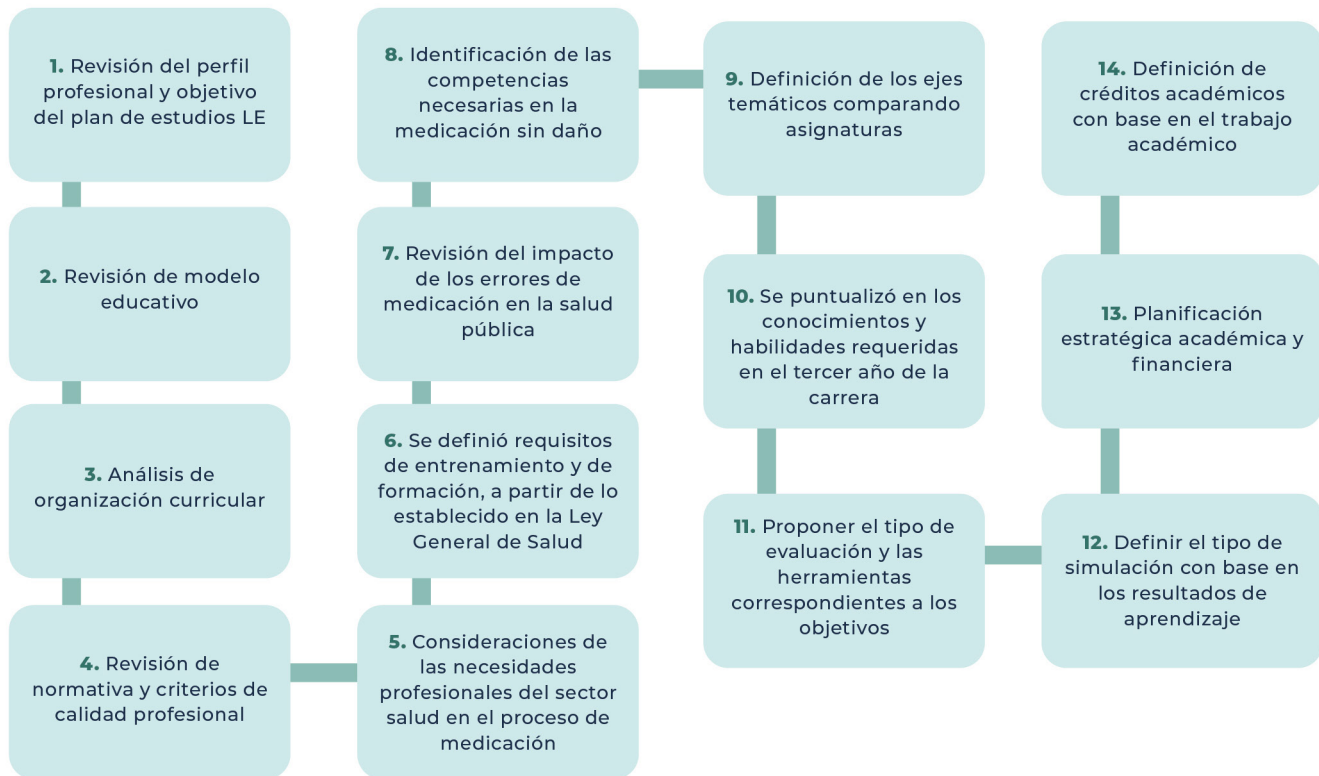 1. Revisión del perfil
profesional y objetivo
del plan de estudios LE
2. Revisión de modelo
educativo
3. Análisis de
organización curricular
4. Revisión de
normativa y criterios de
calidad profesional
5. Consideraciones de
las necesidades
profesionales del sector
salud en el proceso de
medicación
6. Se definió requisitos
de entrenamiento y de
formación, a partir de lo
establecido en la Ley
General de Salud
7. Revisión del impacto
de los errores de
medicación en la salud
pública
8. Identificación de las
competencias
necesarias en la
medicación sin daño
9. Definición de los ejes
temáticos comparando
asignaturas
10. Se puntualizó en los
conocimientos y
habilidades requeridas
en el tercer año de la
carrera
11. Proponer el tipo de
evaluación y las
herramientas
correspondientes a los
objetivos
12. Definir el tipo de
simulación con base en
los resultados de
aprendizaje
13. Planificación
estratégica académica y
financiera
14. Definición de
créditos académicos
con base en el trabajo
académico